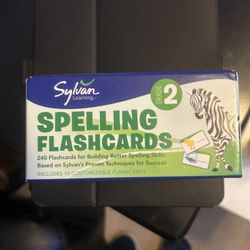 Sylvan
Learning
GRADE 2
SPELLING
FLASHCARDS
240 Flashcards for Building Better Spelling Skills
Based on Sylvan's Proven Techniques for Success
INCLUDES 10 CUSTOMIZABLE FLASHCARDS